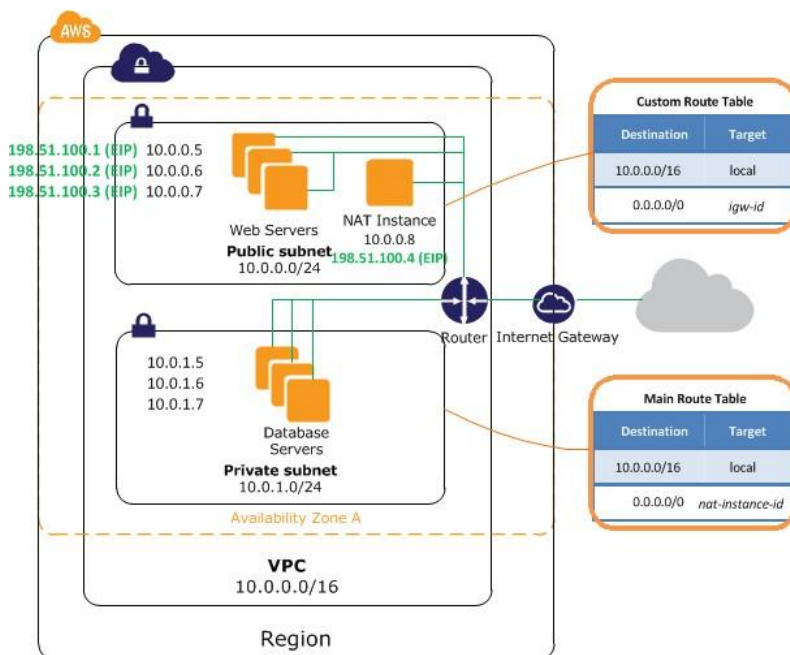 AWS
198.51.100.1 (EIP) 10.0.0.5
198.51.100.2 (EIP) 10.0.0.6
198.51.100.3 (EIP) 10.0.0.7
Web Servers
Public subnet
10.0.0.0/24
NAT Instance
10.0.0.8
198.51.100.4 (EIP)
Router
Internet Gateway
10.0.1.5
10.0.1.6
10.0.1.7
Database
Servers
Private subnet
10.0.1.0/24
Availability Zone A
VPC
10.0.0.0/16
Region
Custom Route Table
Destination Target
10.0.0.0/16 local
0.0.0.0/0 igw-id
Main Route Table
Destination Target
10.0.0.0/16 local
0.0.0.0/0 nat-instance-id